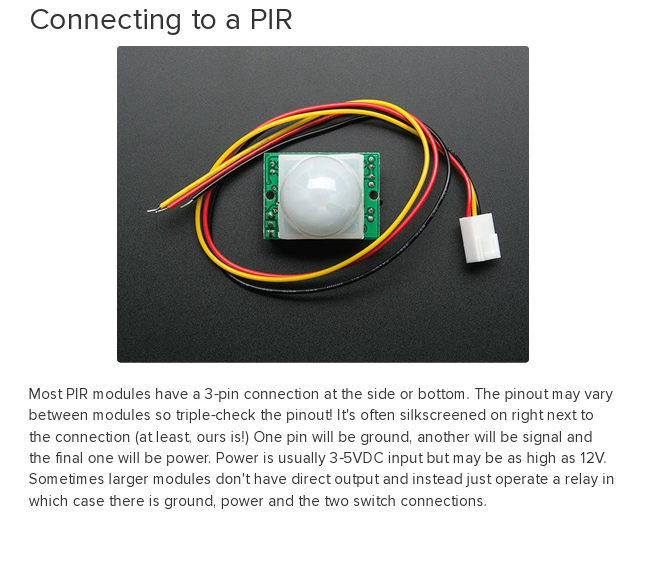 Connecting to a PIR
Most PIR modules have a 3-pin connection at the side or bottom. The pinout may vary
between modules so triple-check the pinout! It's often silkscreened on right next to
the connection (at least, ours is!) One pin will be ground, another will be signal and
the final one will be power. Power is usually 3-5VDC input but may be as high as 12V.
Sometimes larger modules don't have direct output and instead just operate a relay in
which case there is ground, power and the two switch connections.